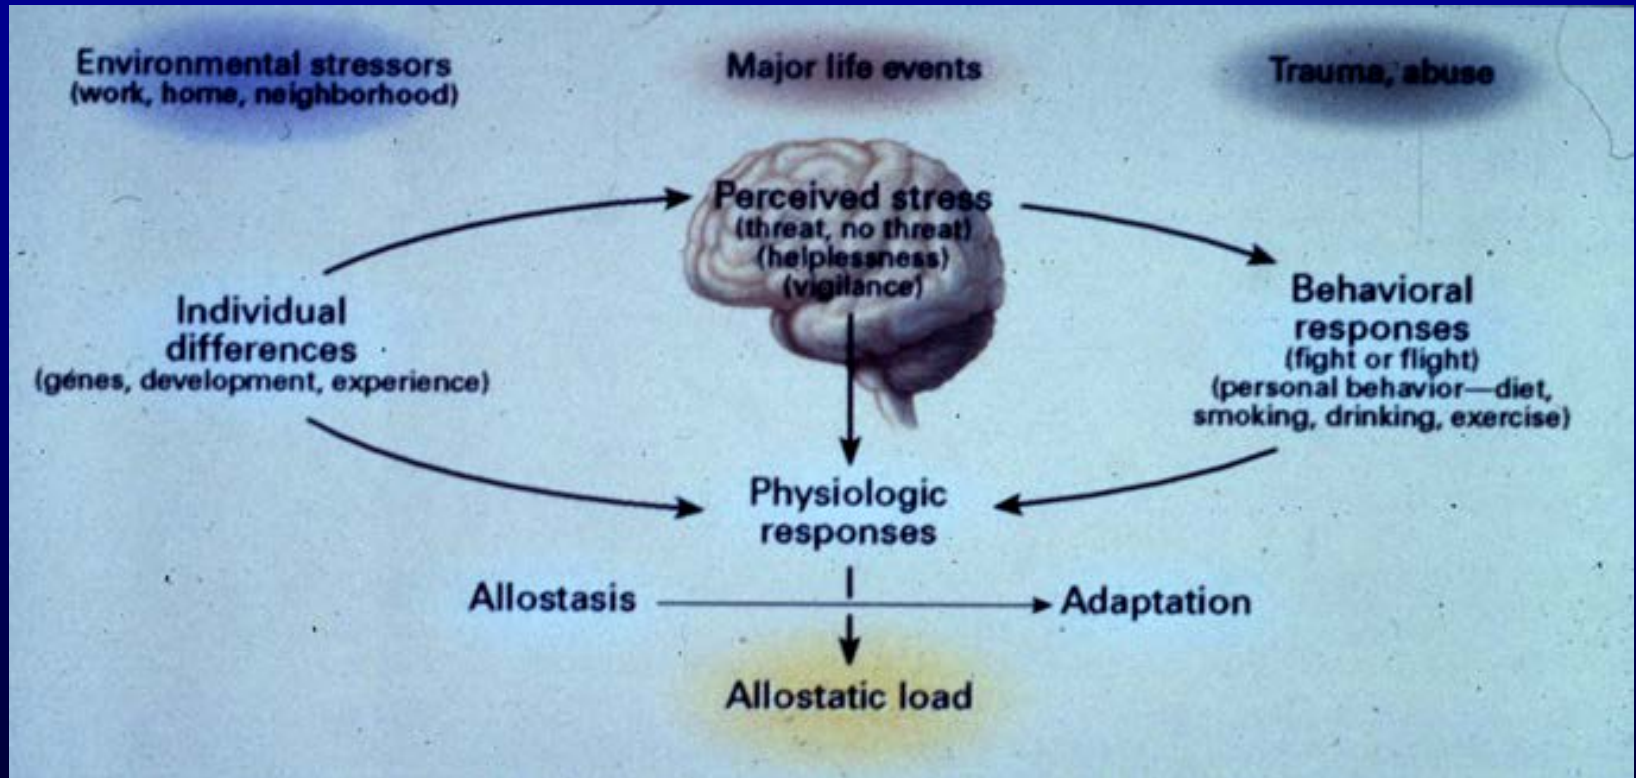 Environmental stressors
(work, home, neighborhood)
Major life events
Trauma, abuse
Perceived stress
(threat, no threat)
(helplessness)
(vigilance)
Individual
differences
(genes, development, experience)
Behavioral
responses
(fight or flight)
(personal behavior—diet,
smoking, drinking, exercise)
Physiologic
responses
Allostasis
Adaptation
Allostatic load